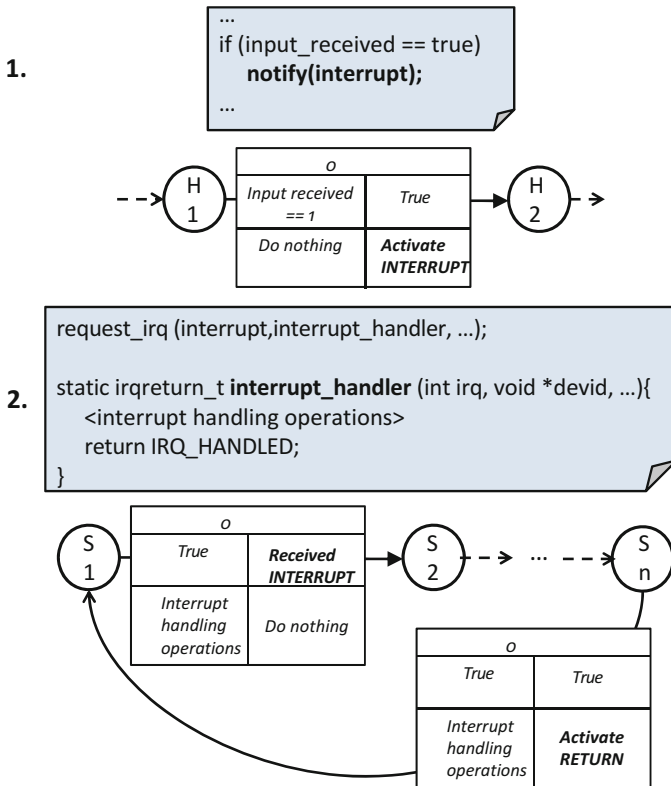 ...
if (input_received == true)
notify(interrupt);
...
1.
H
1
o
Input received
== 1
True
Do nothing
Activate
INTERRUPT
H
2
request_irq (interrupt,interrupt_handler, ...);
static irqreturn_t interrupt_handler (int irq, void *devid, ...){
<interrupt handling operations>
return IRQ_HANDLED;
}
2.
S
1
o
True
Received
INTERRUPT
Interrupt
handling
operations
Do nothing
S
2
...
S
n
o
True
True
Interrupt
handling
operations
Activate
RETURN